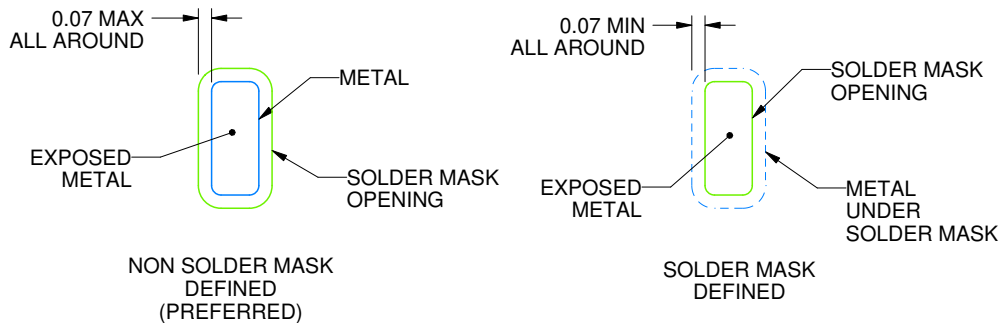 0.07 MAX
ALL AROUND
METAL
EXPOSED
METAL
SOLDER MASK
OPENING
NON SOLDER MASK
DEFINED
(PREFERRED)
0.07 MIN
ALL AROUND
SOLDER MASK
OPENING
EXPOSED
METAL
METAL
UNDER
SOLDER MASK
SOLDER MASK
DEFINED